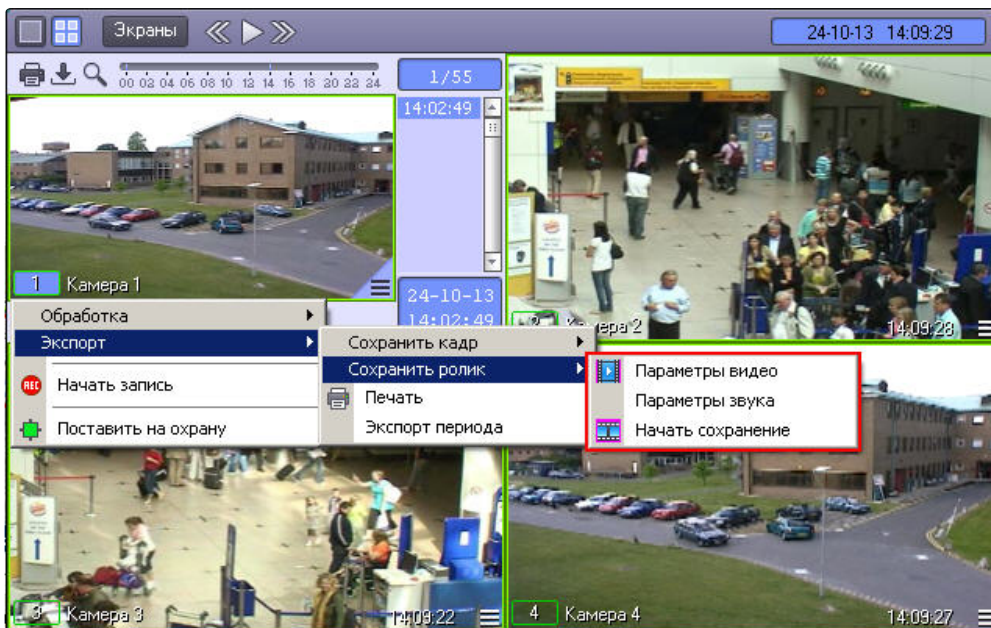 Экраны
24-10-13 14:09:29
00 02 04 06 08 10 12 14 16 18 20 22 24
1/55
14:02:49
1 Камера 1
24-10-13
14:02:49
Обработка
Экспорт
REC Начать запись
Поставить на охрану
Сохранить кадр
Сохранить ролик
Печать
Экспорт периода
Параметры видео
Параметры звука
Начать сохранение
2 Камера 2
14:09:28
3 Камера 3
14:09:22
4 Камера 4
14:09:27